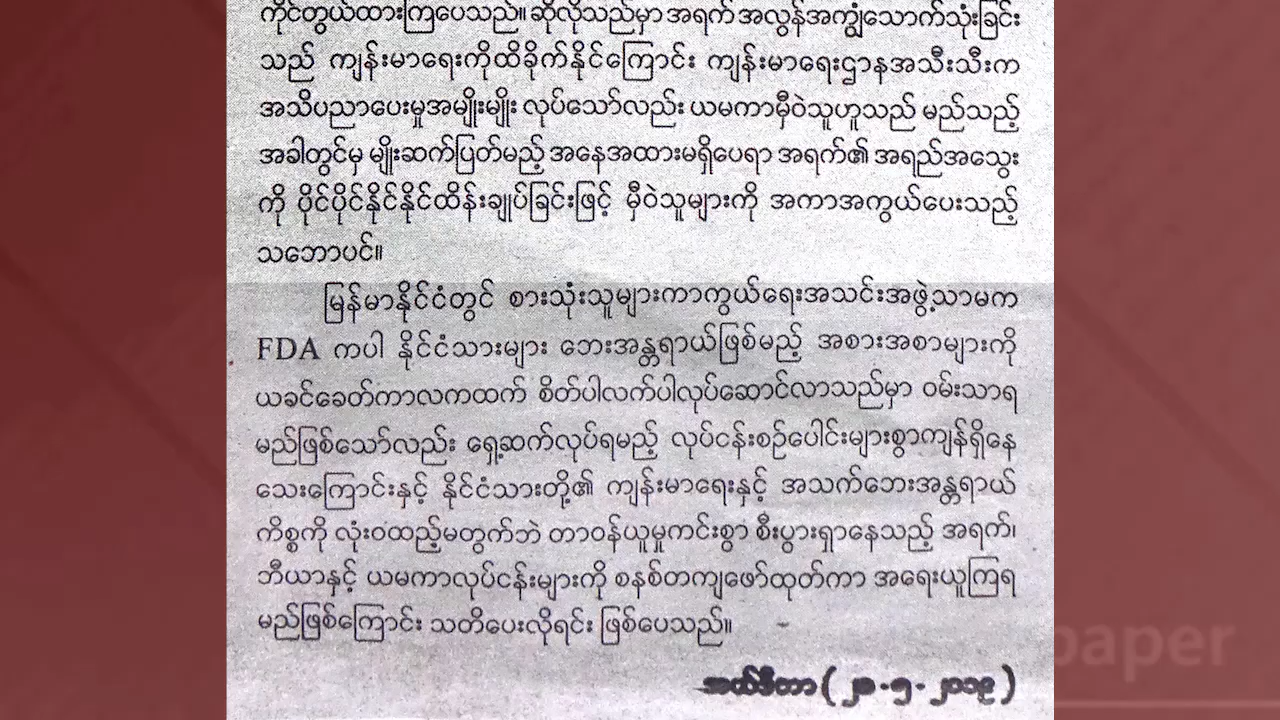 ကိုင်တွယ်ထားကြပေသည်။ ဆိုလိုသည်မှာ အရက် အလွန်အကျွံသောက်သုံးခြင်း
သည် ကျန်းမာရေးကိုထိခိုက်နိုင်ကြောင်း ကျန်းမာရေးဌာနအသီးသီးက
အသိပညာပေးမှုအမျိုးမျိုး လုပ်သော်လည်း ယမကာမှီဝဲသူဟူသည် မည်သည့်
အခါတွင်မှ မျိုးဆက်ပြတ်မည့် အနေအထားမရှိပေရာ အရက်၏ အရည်အသွေး
ကို ပိုင်ပိုင်နိုင်နိုင်ထိန်းချုပ်ခြင်းဖြင့် မှီဝဲသူများကို အကာအကွယ်ပေးသည့်
သဘောပင်။
မြန်မာနိုင်ငံတွင် စားသုံးသူများကာကွယ်ရေးအသင်းအဖွဲ့သာမက
FDA ကပါ နိုင်ငံသားများ ဘေးအန္တရာယ်ဖြစ်မည့် အစားအစာများကို
ယခင်ခေတ်ကာလကထက် စိတ်ပါလက်ပါလုပ်ဆောင်လာသည်မှာ ဝမ်းသာရ
မည်ဖြစ်သော်လည်း ရှေ့ဆက်လုပ်ရမည့် လုပ်ငန်းစဉ်ပေါင်းများစွာကျန်ရှိနေ
သေးကြောင်းနှင့် နိုင်ငံသားတို့၏ ကျန်းမာရေးနှင့် အသက်ဘေးအန္တရာယ်
ကိစ္စကို လုံးဝထည့်မတွက်ဘဲ တာဝန်ယူမှုကင်းစွာ စီးပွားရှာနေသည့် အရက်၊
ဘီယာနှင့် ယမကာလုပ်ငန်းများကို စနစ်တကျဖော်ထုတ်ကာ အရေးယူကြရ
မည်ဖြစ်ကြောင်း သတိပေးလိုရင်း ဖြစ်ပေသည်။
paper
အယ်ဒီတာ ( ၂၈-၅-၂၀၁၉ )